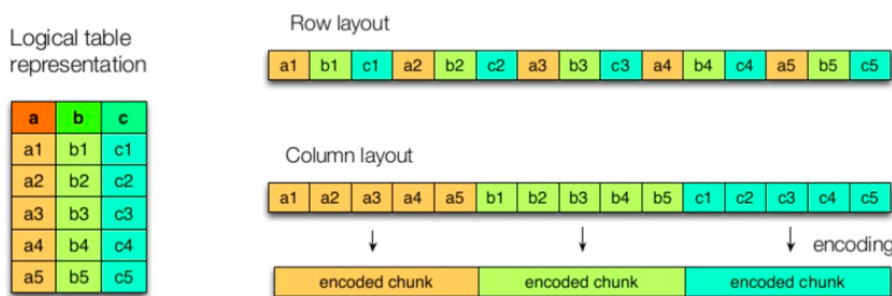 Logical table
representation
a b c
a1 b1 c1
a2 b2 c2
a3 b3 c3
a4 b4 c4
a5 b5 c5
Row layout
a1 b1 c1 a2 b2 c2 a3 b3 c3 a4 b4 c4 a5 b5 c5
Column layout
a1 a2 a3 a4 a5 b1 b2 b3 b4 b5 c1 c2 c3 c4 c5
encoding
encoded chunk encoded chunk encoded chunk